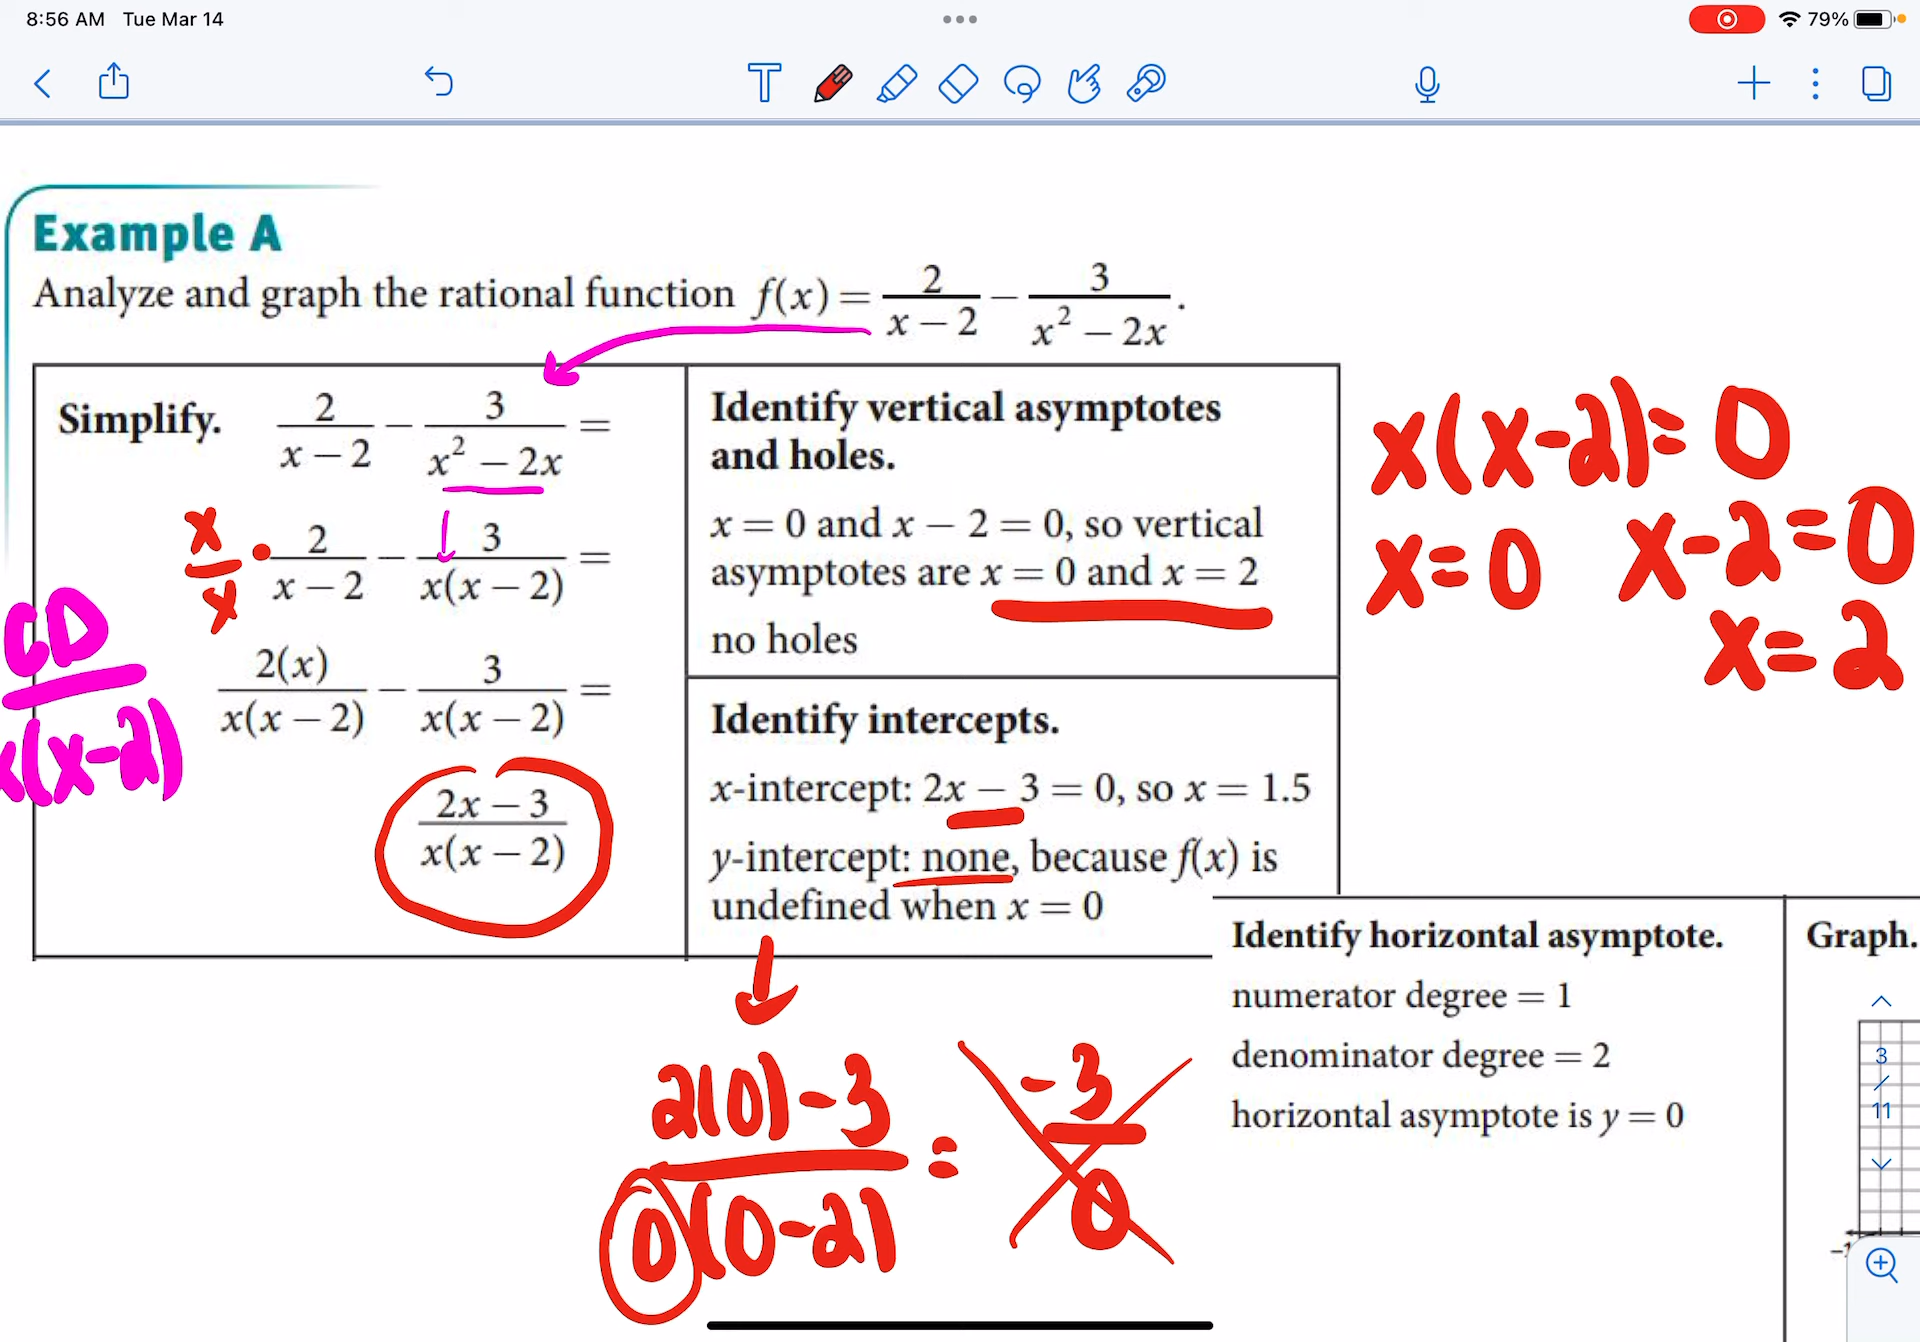 8:56 AM Tue Mar 14
79%
Example A
Analyze and graph the rational function f(x) = 2/(x − 2) − 3/(x² − 2x).
Simplify. 2/(x − 2) − 3/(x² − 2x) =
x/x • 2/(x − 2) − 3/(x(x − 2)) =
CD
x(x-2)
2(x)/(x(x − 2)) − 3/(x(x − 2)) =
(2x − 3)/(x(x − 2))
Identify vertical asymptotes
and holes.
x = 0 and x − 2 = 0, so vertical
asymptotes are x = 0 and x = 2
no holes
x(x-2)=0
x=0 x-2=0
x=2
Identify intercepts.
x-intercept: 2x − 3 = 0, so x = 1.5
y-intercept: none, because f(x) is
undefined when x = 0
2(0)-3/0(0-2) = -3/0
Identify horizontal asymptote.
numerator degree = 1
denominator degree = 2
horizontal asymptote is y = 0
Graph.
3
/
11